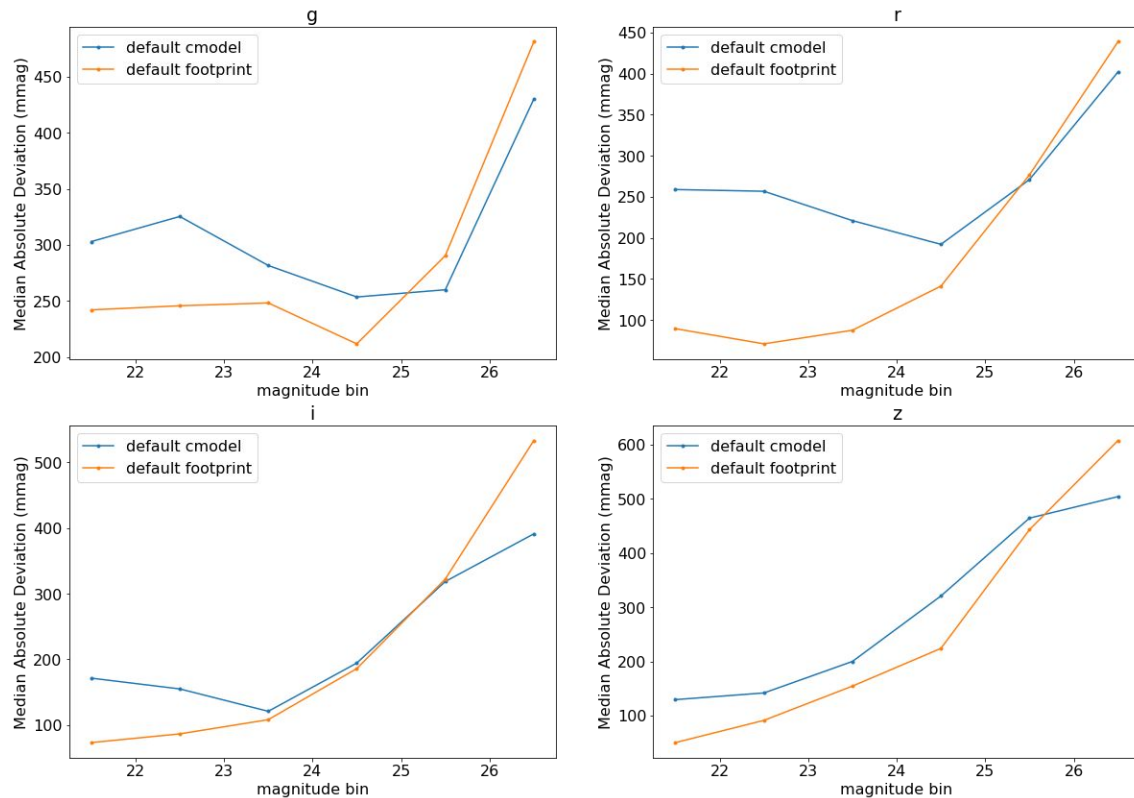 g
default cmodel
default footprint
Median Absolute Deviation (mmag)
450
400
350
300
250
200
22 23 24 25 26
magnitude bin
r
default cmodel
default footprint
Median Absolute Deviation (mmag)
450
400
350
300
250
200
150
100
22 23 24 25 26
magnitude bin
i
default cmodel
default footprint
Median Absolute Deviation (mmag)
500
400
300
200
100
22 23 24 25 26
magnitude bin
z
default cmodel
default footprint
Median Absolute Deviation (mmag)
600
500
400
300
200
100
22 23 24 25 26
magnitude bin